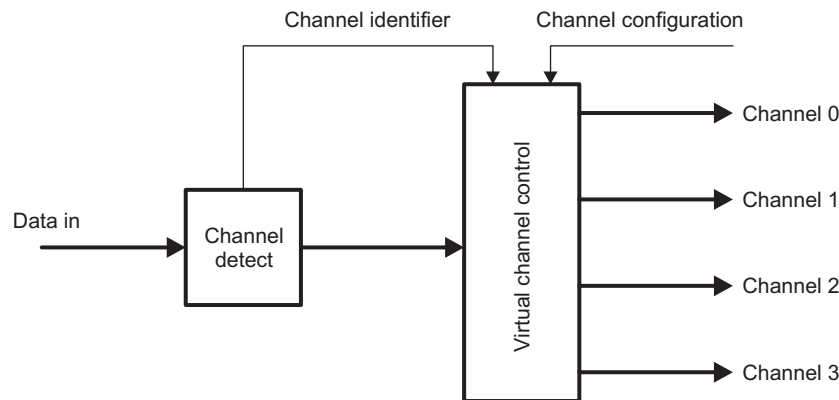 Channel identifier
Channel configuration
Channel 0
Channel 1
Data in
Channel
detect
Virtual channel control
Channel 2
Channel 3